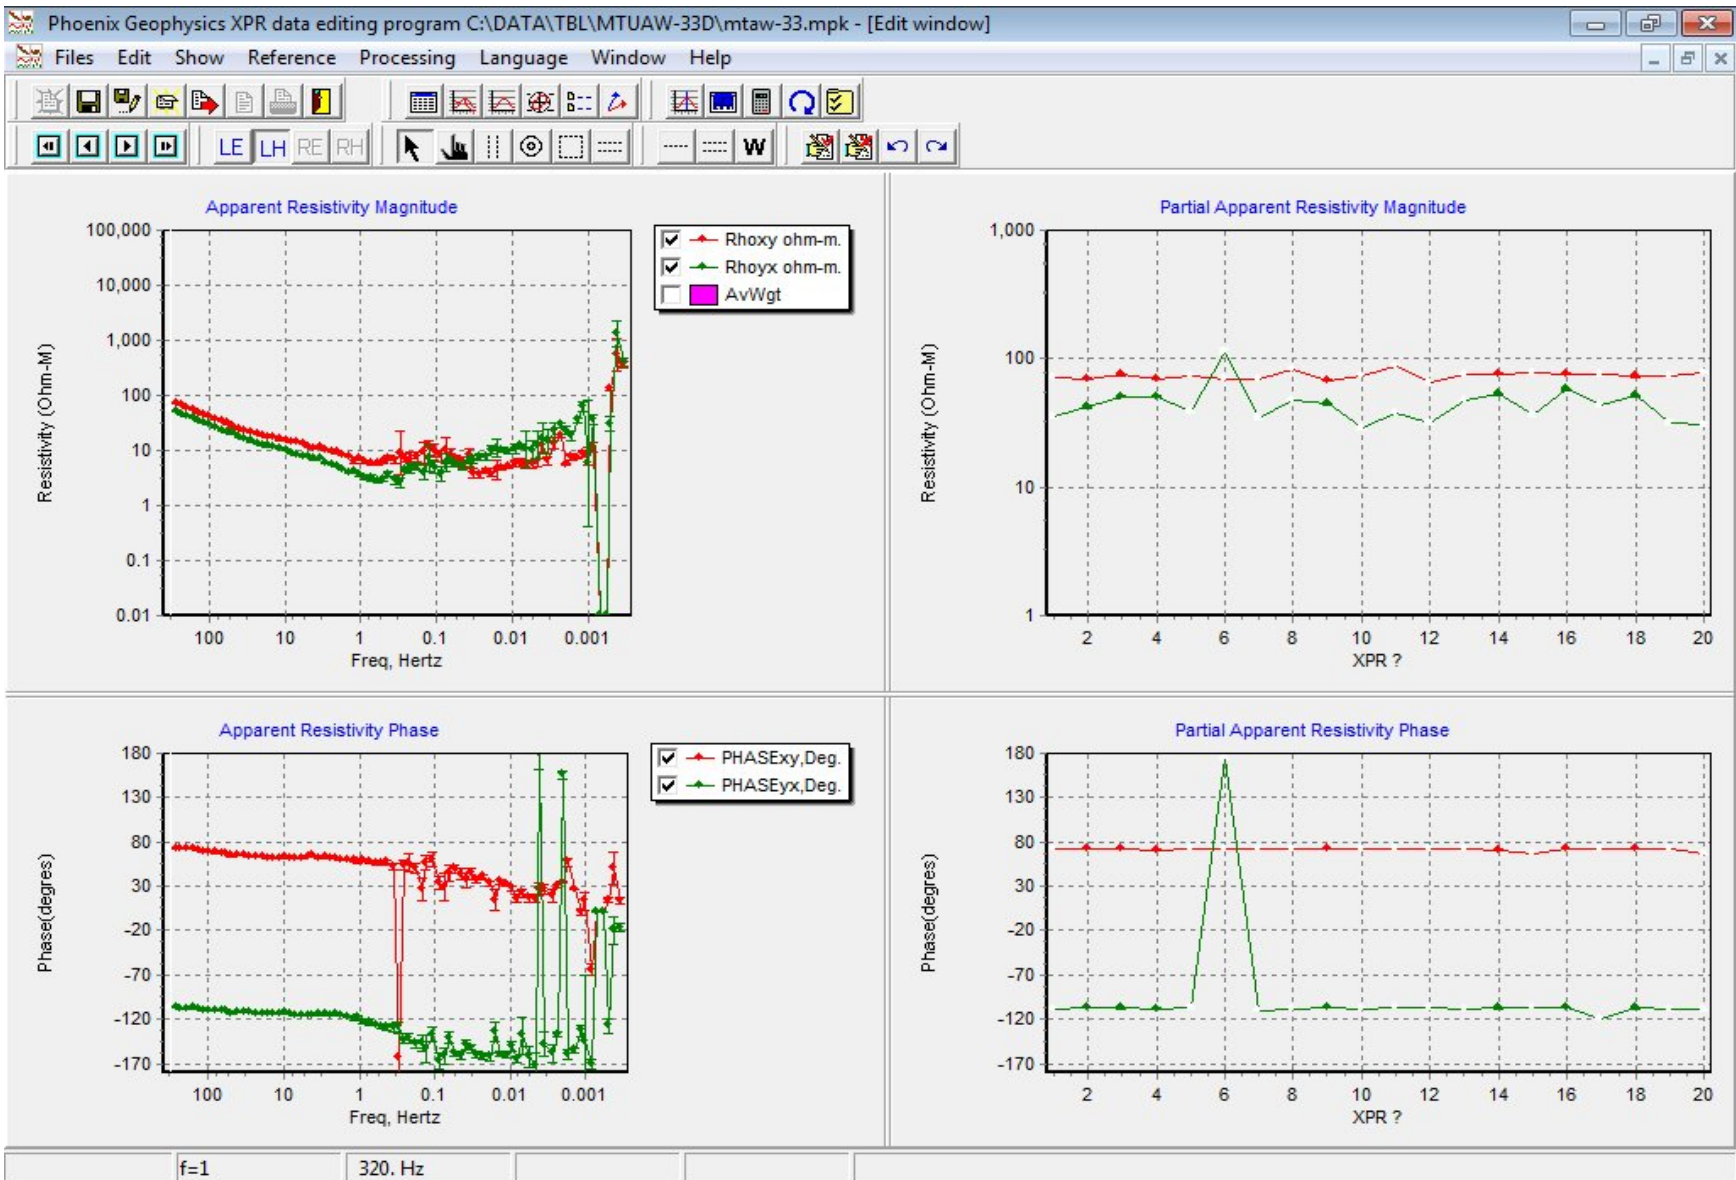 Phoenix Geophysics XPR data editing program C:\DATA\TBL\MTUAW-33D\mtaw-33.mpk - [Edit window]
Files Edit Show Reference Processing Language Window Help
LE LH RE RH W
Apparent Resistivity Magnitude
100,000
10,000
1,000
100
10
1
0.1
0.01
Resistivity (Ohm-M)
100 10 1 0.1 0.01 0.001
Freq, Hertz
Rhoxy ohm-m.
Rhoyx ohm-m.
AvWgt
Partial Apparent Resistivity Magnitude
1,000
100
10
1
Resistivity (Ohm-M)
2 4 6 8 10 12 14 16 18 20
XPR ?
Apparent Resistivity Phase
180
130
80
30
-20
-70
-120
-170
Phase(degres)
100 10 1 0.1 0.01 0.001
Freq, Hertz
PHASExy,Deg.
PHASEyx,Deg.
Partial Apparent Resistivity Phase
180
130
80
30
-20
-70
-120
-170
Phase(degres)
2 4 6 8 10 12 14 16 18 20
XPR ?
f=1 320. Hz